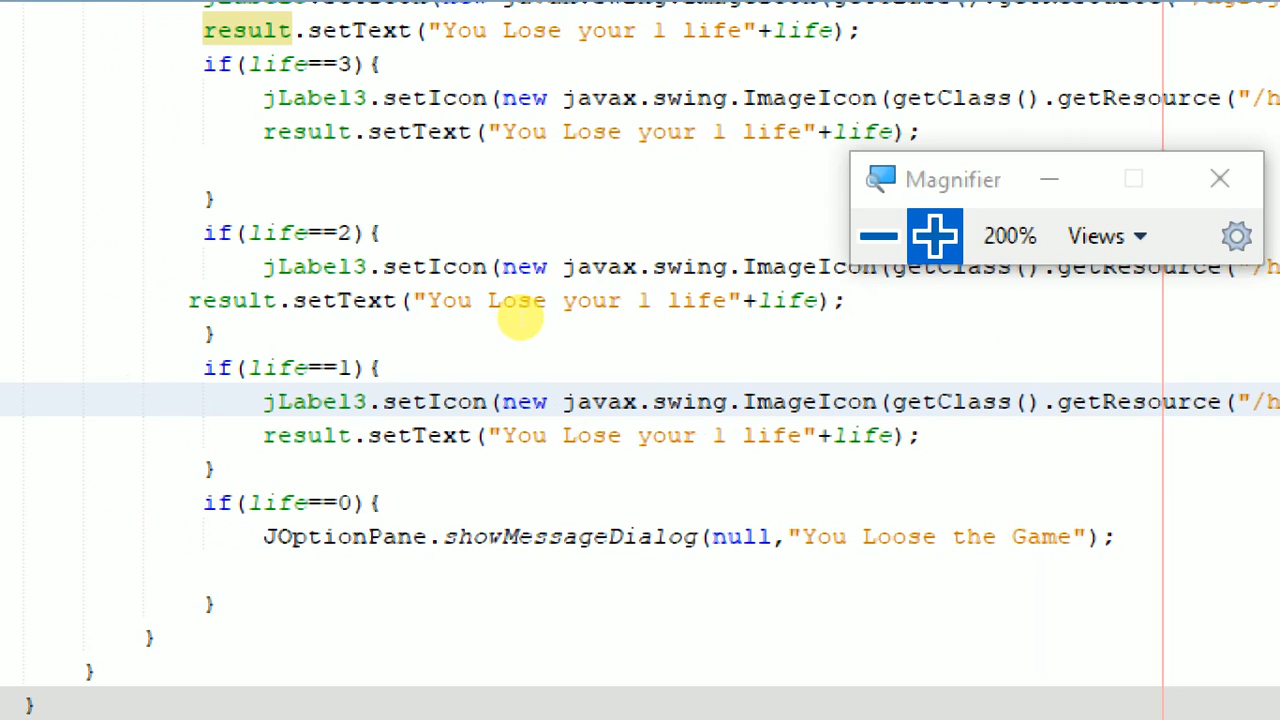 result.setText("You Lose your 1 life"+life);
if(life==3){
jLabel3.setIcon(new javax.swing.ImageIcon(getClass().getResource("/h
result.setText("You Lose your 1 life"+life);
}
Magnifier
if(life==2){
200% Views
jLabel3.setIcon(new javax.swing.ImageIcon(getClass().getResource("/h
result.setText("You Lose your 1 life"+life);
}
if(life==1){
jLabel3.setIcon(new javax.swing.ImageIcon(getClass().getResource("/h
result.setText("You Lose your 1 life"+life);
}
if(life==0){
JOptionPane.showMessageDialog(null,"You Loose the Game");
}
}
}
}